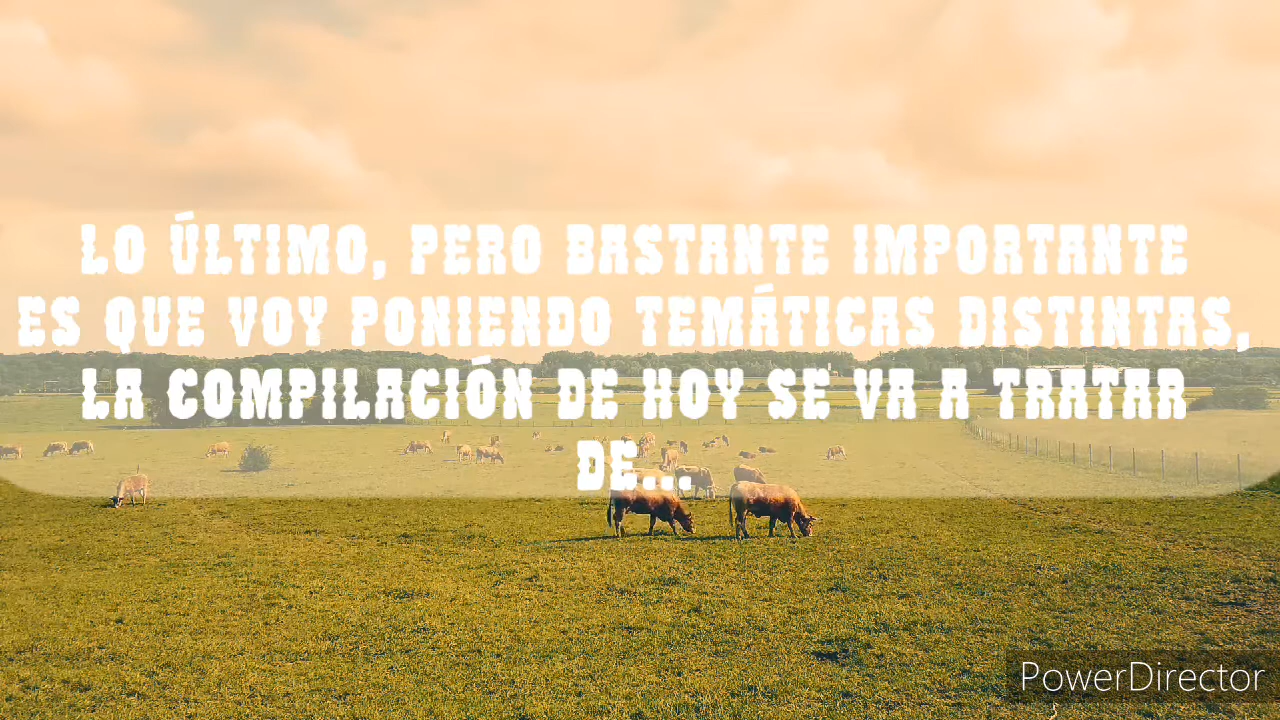 LO ÚLTIMO, PERO BASTANTE IMPORTANTE
ES QUE VOY PONIENDO TEMÁTICAS DISTINTAS,
LA COMPILACIÓN DE HOY SE VA A TRATAR
DE...
PowerDirector